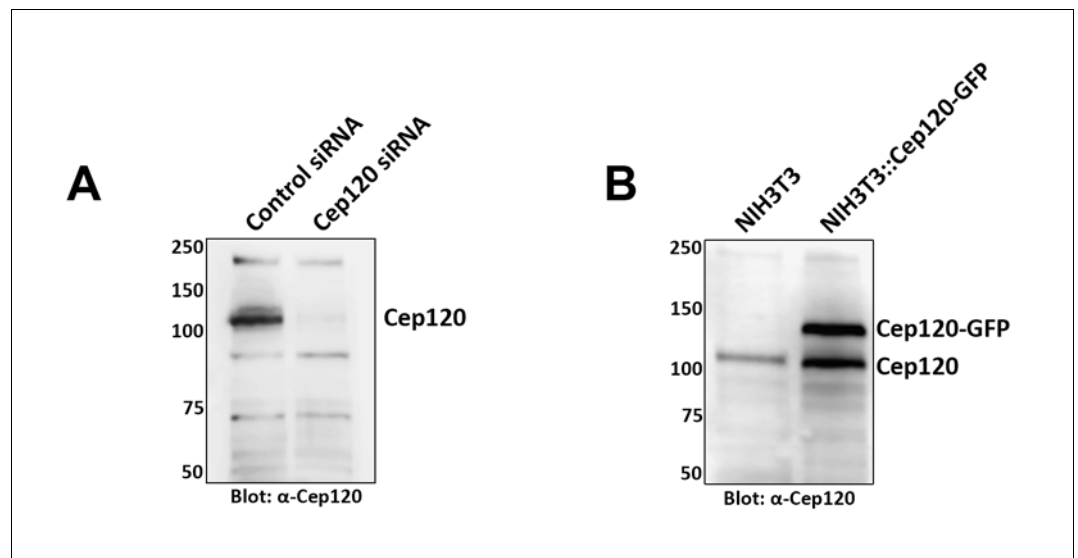 A
Control siRNA
Cep120 siRNA
250
150
100
75
50
Cep120
Blot: α-Cep120
B
NIH3T3
NIH3T3::Cep120-GFP
250
150
100
75
50
Cep120-GFP
Cep120
Blot: α-Cep120